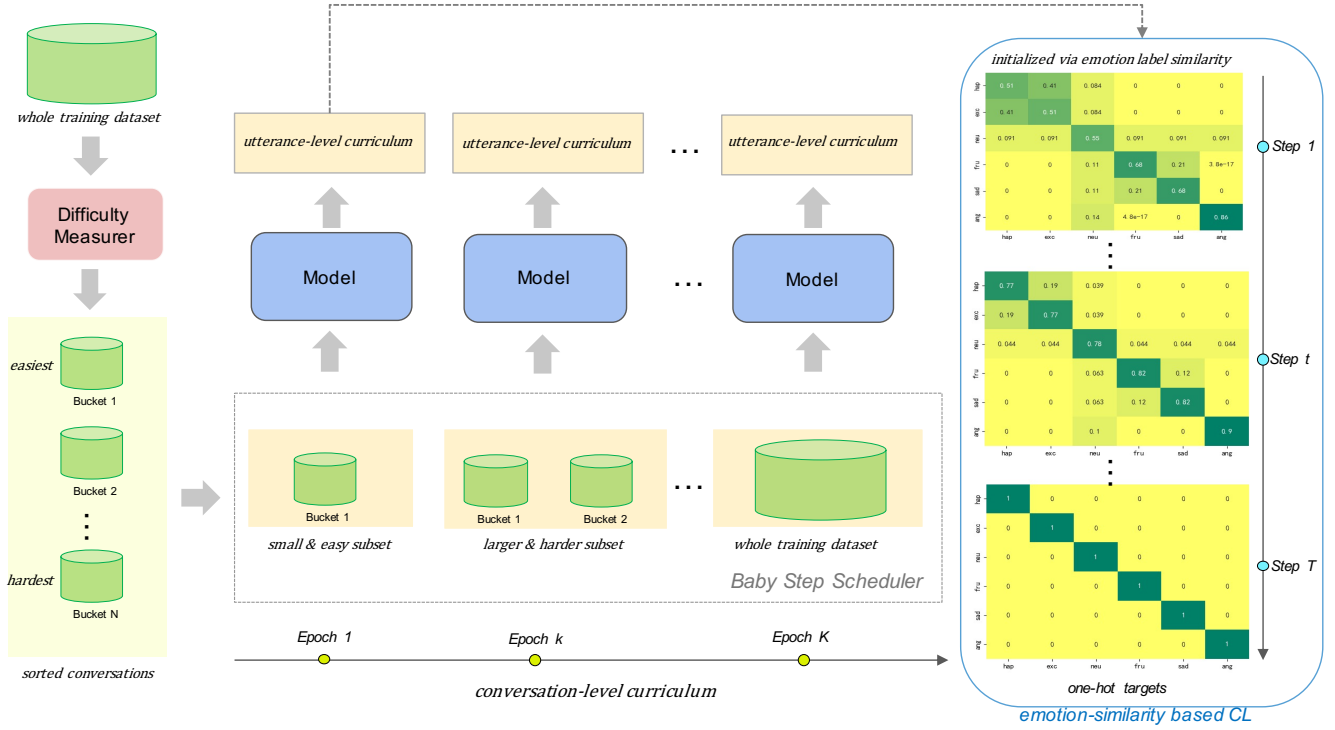 whole training dataset
Difficulty
Measurer
easiest
Bucket 1
Bucket 2
hardest
Bucket N
sorted conversations
utterance-level curriculum
utterance-level curriculum
...
utterance-level curriculum
Model
Model
...
Model
Bucket 1
small & easy subset
Bucket 1
Bucket 2
larger & harder subset
...
whole training dataset
Baby Step Scheduler
Epoch 1
Epoch k
Epoch K
conversation-level curriculum
initialized via emotion label similarity
hap 0.51 0.41 0.084 0 0 0
exc 0.41 0.51 0.084 0 0 0
neu 0.091 0.091 0.55 0.091 0.091 0.091
fru 0 0 0.11 0.68 0.21 3.8e-17
sad 0 0 0.11 0.21 0.68 0
ang 0 0 0.14 4.8e-17 0 0.86
hap exc neu fru sad ang
Step 1
hap 0.77 0.19 0.039 0 0 0
exc 0.19 0.77 0.039 0 0 0
neu 0.044 0.044 0.78 0.044 0.044 0.044
fru 0 0 0.063 0.82 0.12 0
sad 0 0 0.063 0.12 0.82 0
ang 0 0 0.1 0 0 0.9
hap exc neu fru sad ang
Step t
hap 1 0 0 0 0 0
exc 0 1 0 0 0 0
neu 0 0 1 0 0 0
fru 0 0 0 1 0 0
sad 0 0 0 0 1 0
ang 0 0 0 0 0 1
hap exc neu fru sad ang
Step T
one-hot targets
emotion-similarity based CL